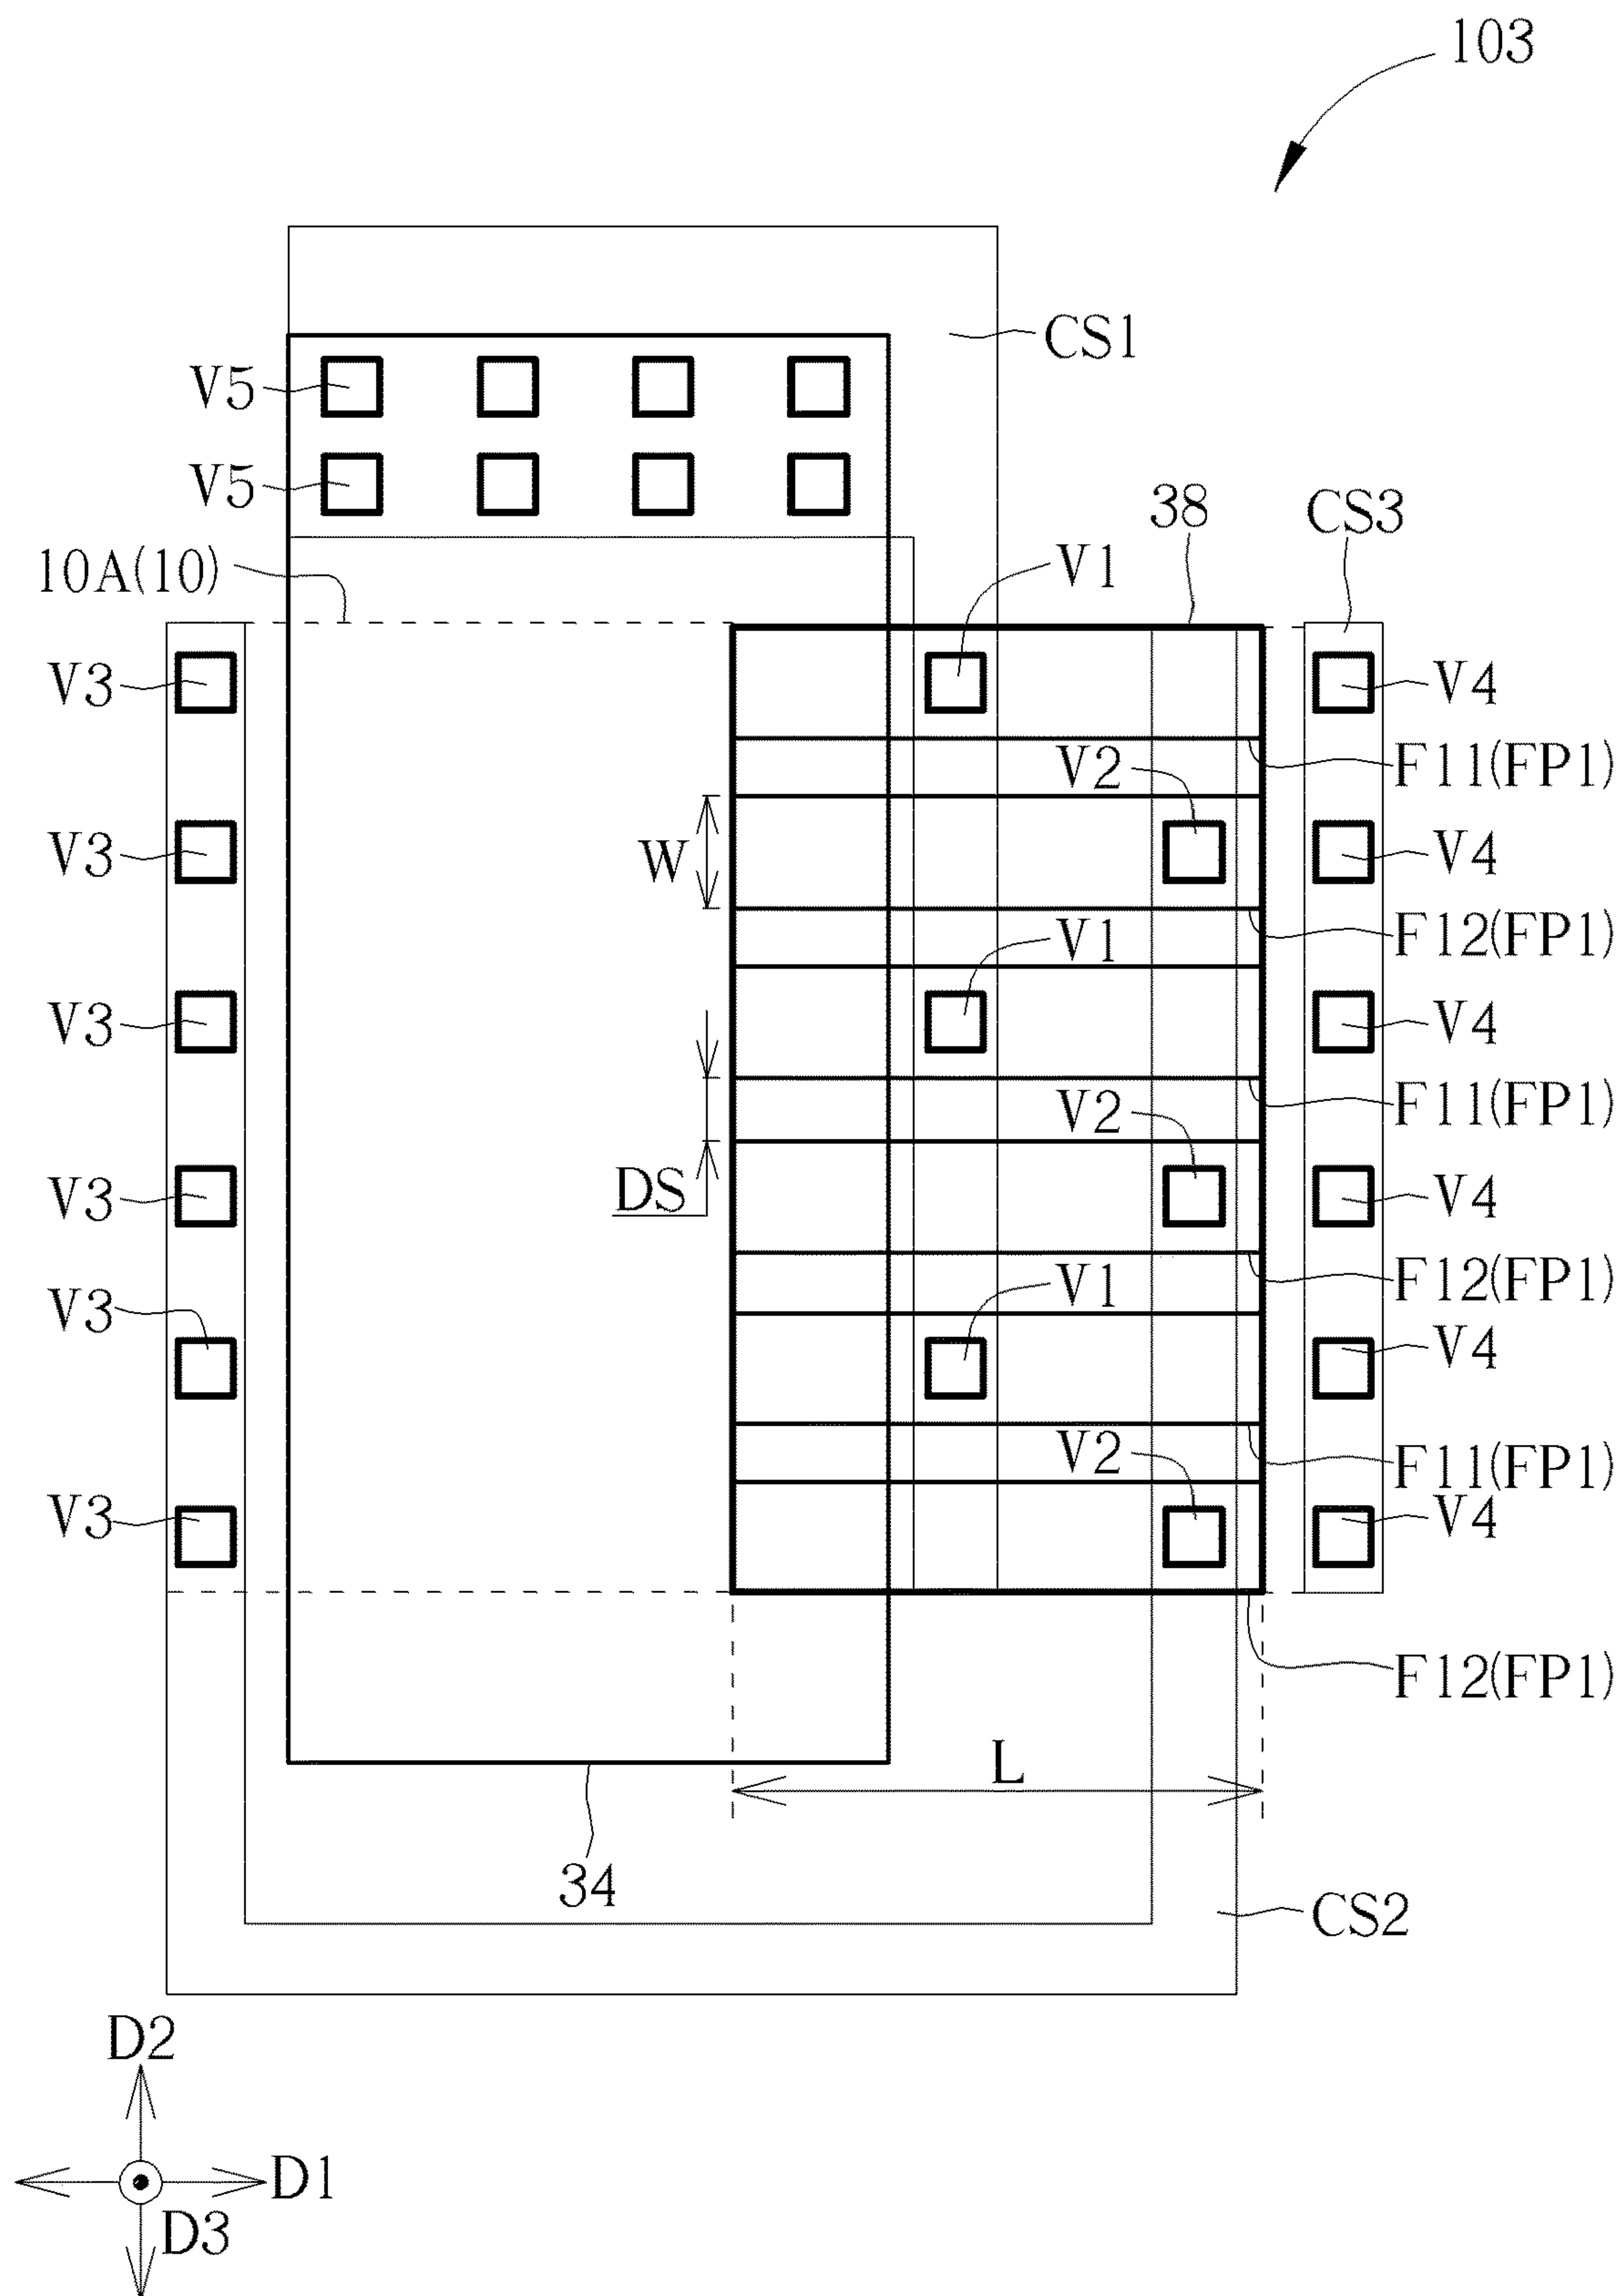 103
CS1
V5
V5
38
CS3
10A(10)
V1
V3
V4
F11(FP1)
V2
W
V3
V4
F12(FP1)
V1
V3
V4
F11(FP1)
V2
DS
V3
V4
F12(FP1)
V1
V3
V4
F11(FP1)
V2
V3
V4
F12(FP1)
L
34
CS2
D2
D1
D3